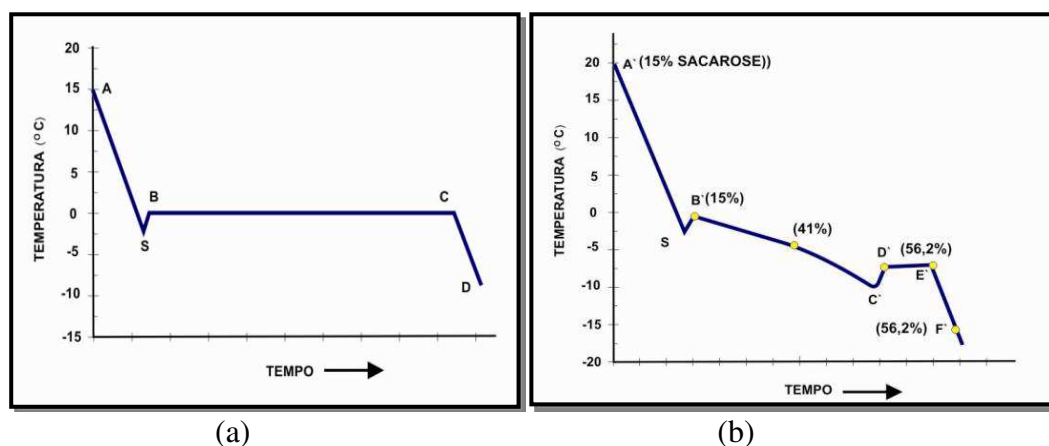 20
15
10
5
0
-5
-10
-15
TEMPERATURA (°C)
A
B
C
S
D
TEMPO
(a)
20
15
10
5
0
-5
-10
-15
-20
TEMPERATURA (°C)
A` (15% SACAROSE))
B` (15%)
S
(41%)
D` (56,2%)
E`
C`
(56,2%) F`
TEMPO
(b)